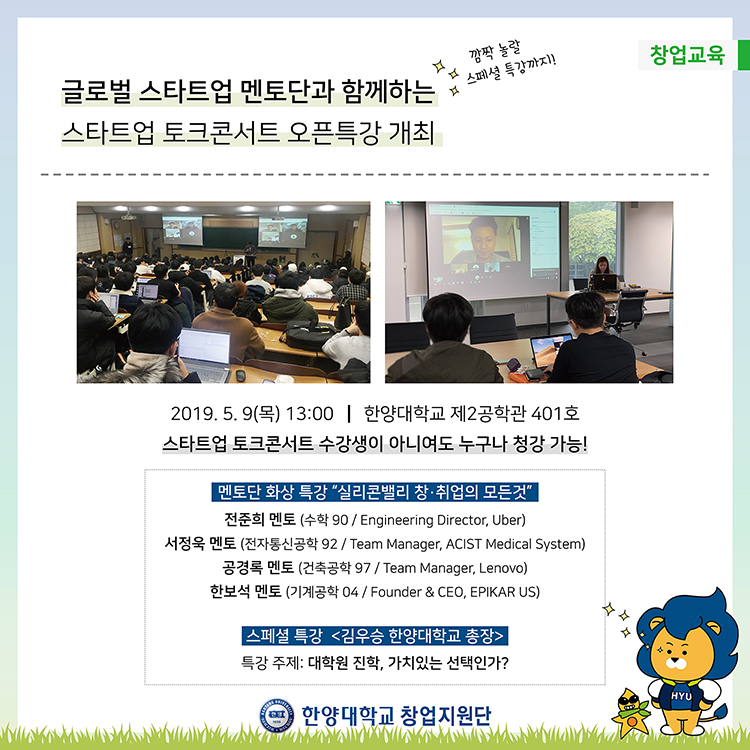 깜짝 놀랄
스페셜 특강까지!
창업교육
글로벌 스타트업 멘토단과 함께하는
스타트업 토크콘서트 오픈특강 개최
2019. 5. 9(목) 13:00 | 한양대학교 제2공학관 401호
스타트업 토크콘서트 수강생이 아니여도 누구나 청강 가능!
멘토단 화상 특강 “실리콘밸리 창·취업의 모든것”
전준희 멘토 (수학 90 / Engineering Director, Uber)
서정욱 멘토 (전자통신공학 92 / Team Manager, ACIST Medical System)
공경록 멘토 (건축공학 97 / Team Manager, Lenovo)
한보석 멘토 (기계공학 04 / Founder & CEO, EPIKAR US)
스페셜 특강 <김우승 한양대학교 총장>
특강 주제: 대학원 진학, 가치있는 선택인가?
HYU
한양대학교 창업지원단